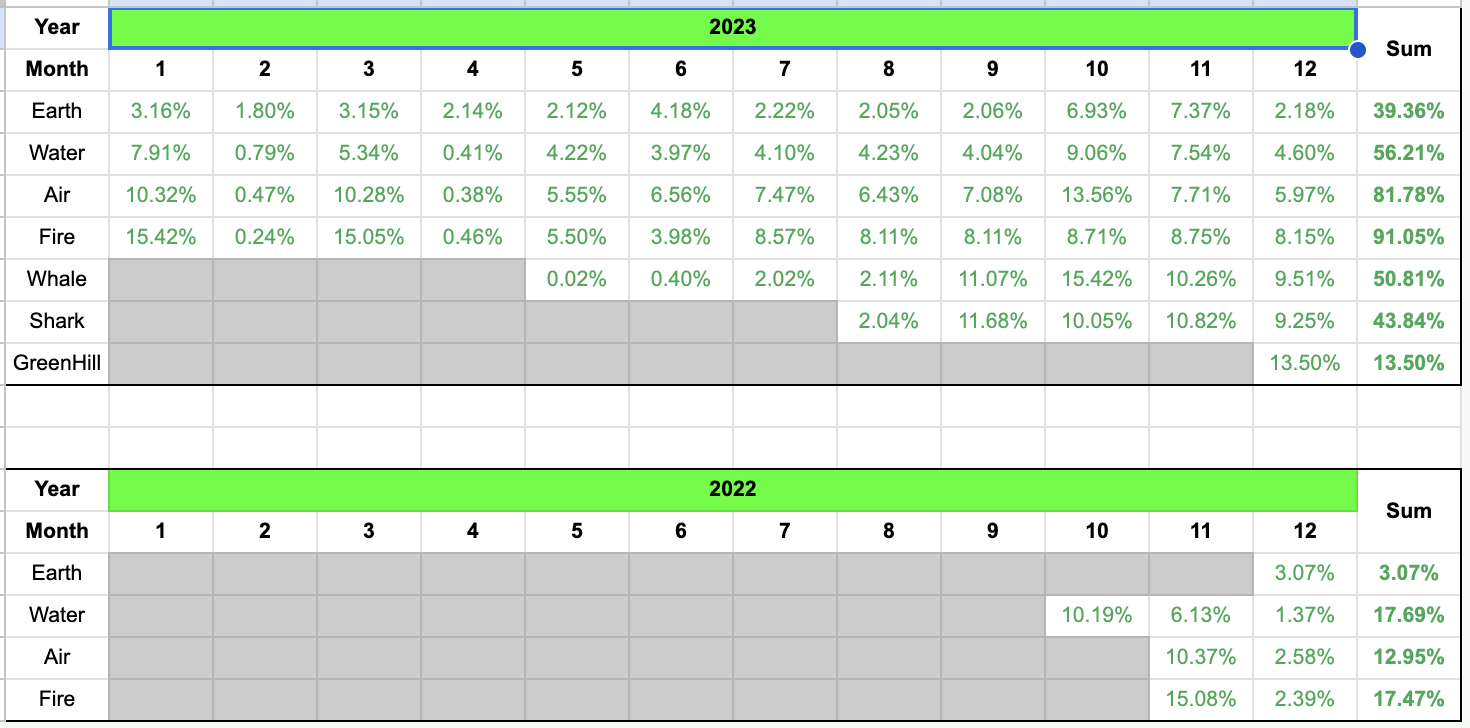 Year 2023 Sum
Month 1 2 3 4 5 6 7 8 9 10 11 12
Earth 3.16% 1.80% 3.15% 2.14% 2.12% 4.18% 2.22% 2.05% 2.06% 6.93% 7.37% 2.18% 39.36%
Water 7.91% 0.79% 5.34% 0.41% 4.22% 3.97% 4.10% 4.23% 4.04% 9.06% 7.54% 4.60% 56.21%
Air 10.32% 0.47% 10.28% 0.38% 5.55% 6.56% 7.47% 6.43% 7.08% 13.56% 7.71% 5.97% 81.78%
Fire 15.42% 0.24% 15.05% 0.46% 5.50% 3.98% 8.57% 8.11% 8.11% 8.71% 8.75% 8.15% 91.05%
Whale 0.02% 0.40% 2.02% 2.11% 11.07% 15.42% 10.26% 9.51% 50.81%
Shark 2.04% 11.68% 10.05% 10.82% 9.25% 43.84%
GreenHill 13.50% 13.50%
Year 2022 Sum
Month 1 2 3 4 5 6 7 8 9 10 11 12
Earth 3.07% 3.07%
Water 10.19% 6.13% 1.37% 17.69%
Air 10.37% 2.58% 12.95%
Fire 15.08% 2.39% 17.47%